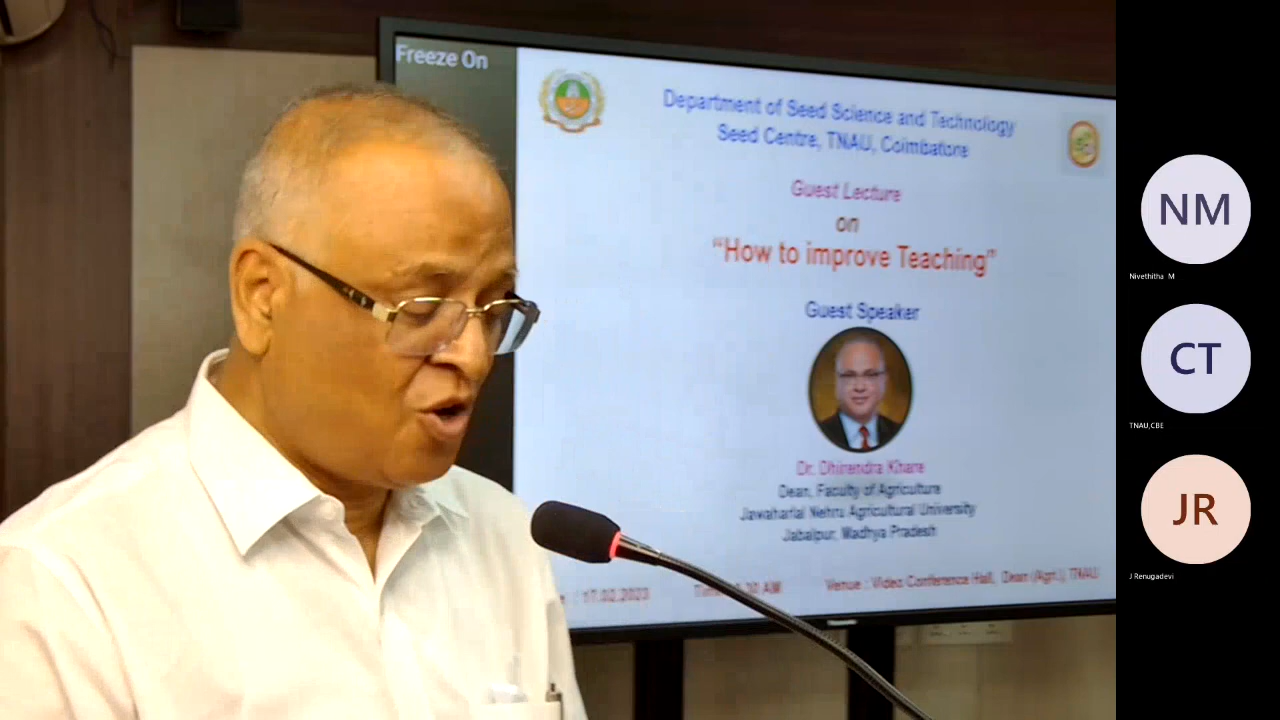 Freeze On
Department of Seed Science and Technology
Seed Centre, TNAU, Coimbatore
Guest Lecture
on
“How to improve Teaching”
Guest Speaker
Dr. Dhirendra Khare
Dean, Faculty of Agriculture
Jawaharlal Nehru Agricultural University
Jabalpur, Madhya Pradesh
: 17.02.2023
AM
Venue : Video Conference Hall, Dean (Agri.), TNAU
NM
Nivethitha M
CT
TNAU,CBE
JR
J Renugadevi